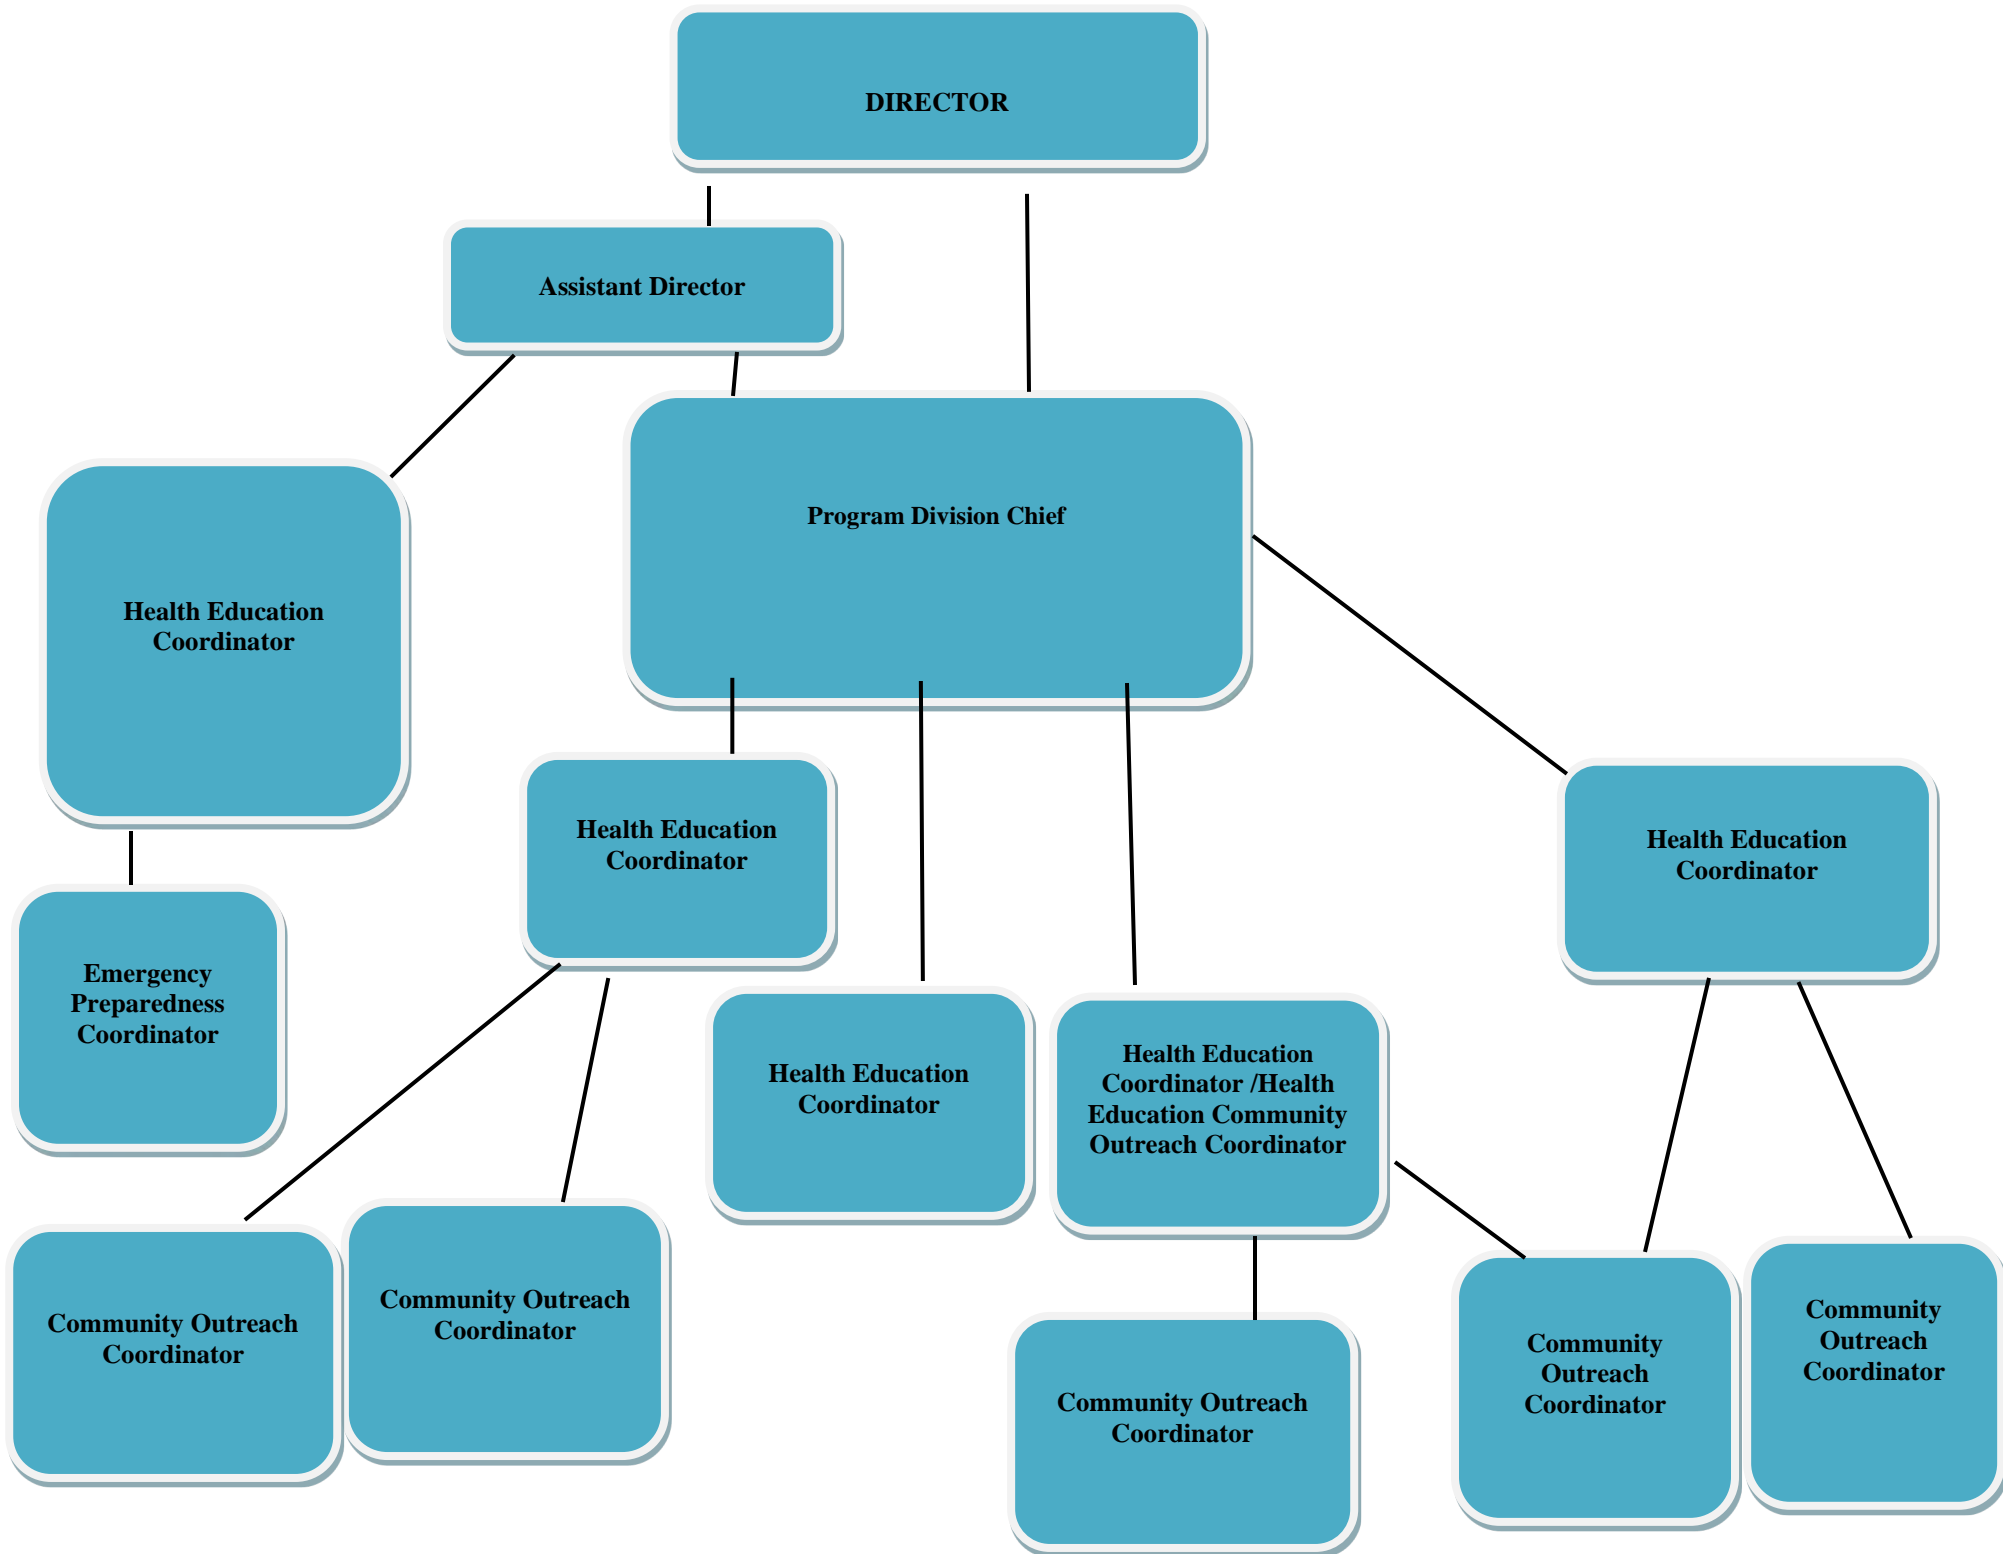 DIRECTOR
Assistant Director
Program Division Chief
Health Education
Coordinator
Health Education
Coordinator
Health Education
Coordinator
Emergency
Preparedness
Coordinator
Health Education
Coordinator
Health Education
Coordinator /Health
Education Community
Outreach Coordinator
Community Outreach
Coordinator
Community Outreach
Coordinator
Community Outreach
Coordinator
Community
Outreach
Coordinator
Community
Outreach
Coordinator